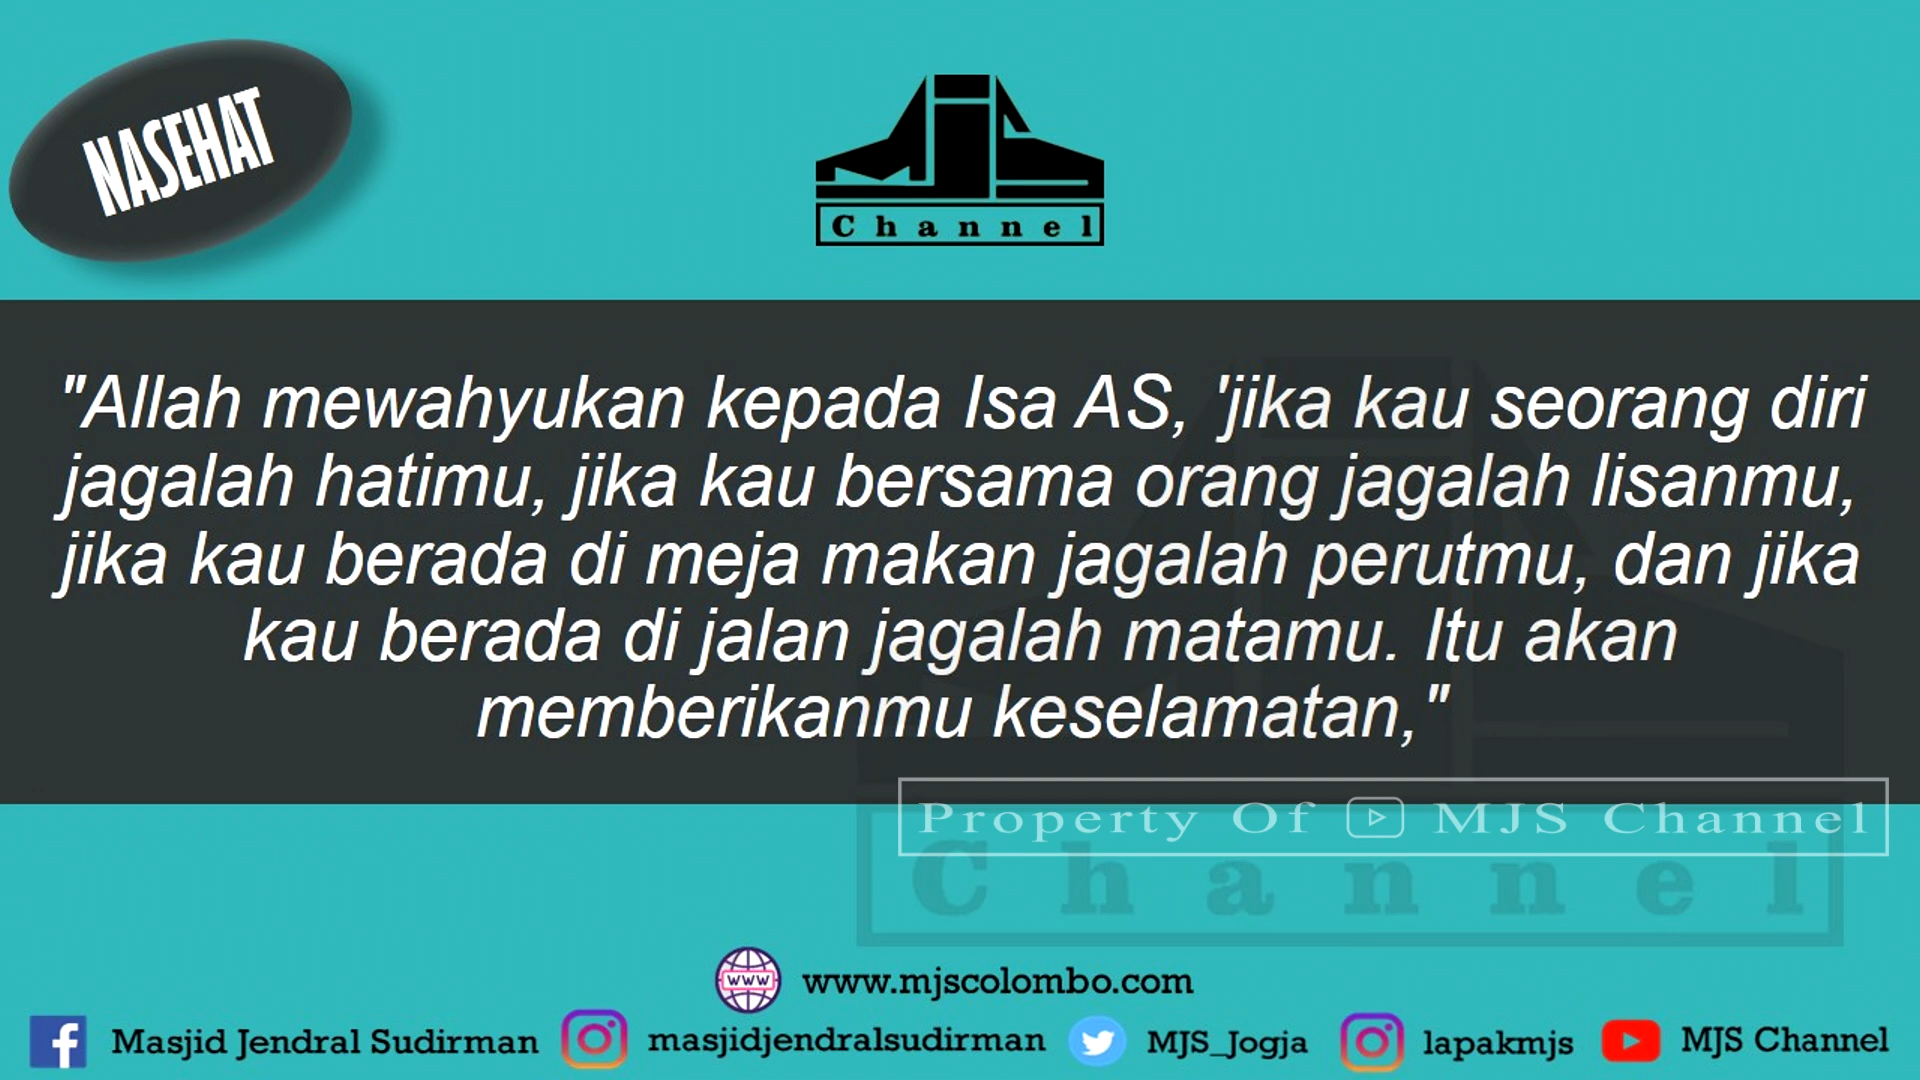 NASEHAT
MJS
Channel
"Allah mewahyukan kepada Isa AS, 'jika kau seorang diri
jagalah hatimu, jika kau bersama orang jagalah lisanmu,
jika kau berada di meja makan jagalah perutmu, dan jika
kau berada di jalan jagalah matamu. Itu akan
memberikanmu keselamatan,"
Property Of MJS Channel
Channel
www www.mjscolombo.com
Masjid Jendral Sudirman masjidjendralsudirman MJS_Jogja lapakmjs MJS Channel